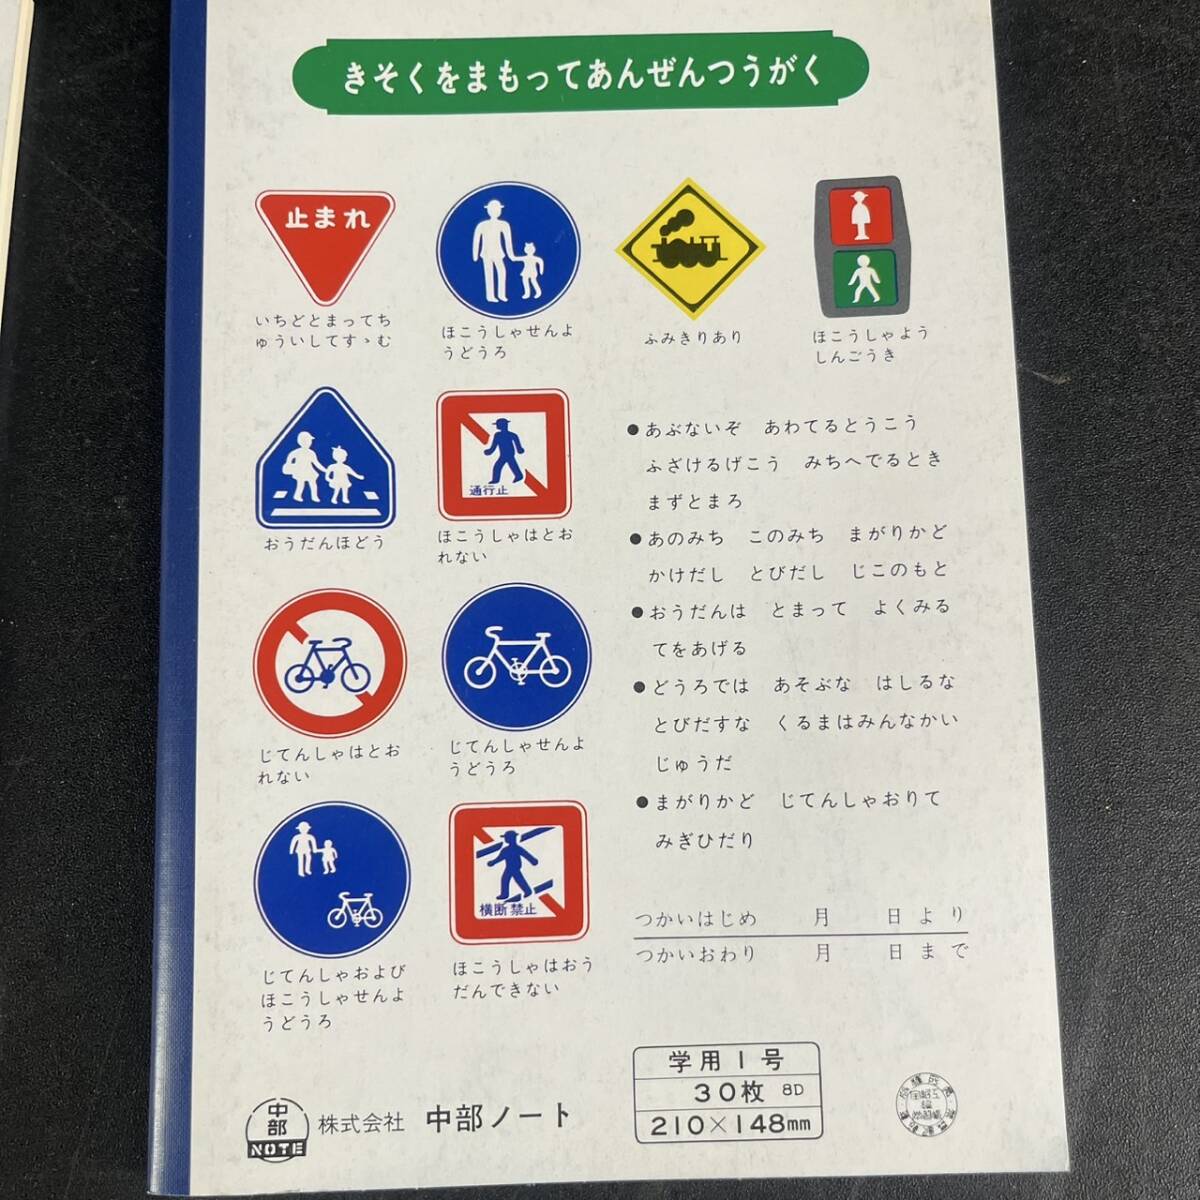 きそくをまもってあんぜんつうがく
止まれ
いちどとまってち
ゅういしてすゝむ
ほこうしゃせんよ
うどうろ
ふみきりあり
ほこうしゃよう
しんごうき
おうだんほどう
通行止
ほこうしゃはとお
れない
じてんしゃはとお
れない
じてんしゃせんよ
うどうろ
じてんしゃおよび
ほこうしゃせんよ
うどうろ
横断禁止
ほこうしゃはおう
だんできない
●あぶないぞ あわてるとうこう
ふざけるげこう みちへでるとき
まずとまろ
●あのみち このみち まがりかど
かけだし とびだし じこのもと
●おうだんは とまって よくみる
てをあげる
●どうろでは あそぶな はしるな
とびだすな くるまはみんなかい
じゅうだ
●まがりかど じてんしゃおりて
みぎひだり
つかいはじめ 月 日より
つかいおわり 月 日まで
学用1号
30枚 8D
210×148mm
中部
NOTE
株式会社 中部ノート